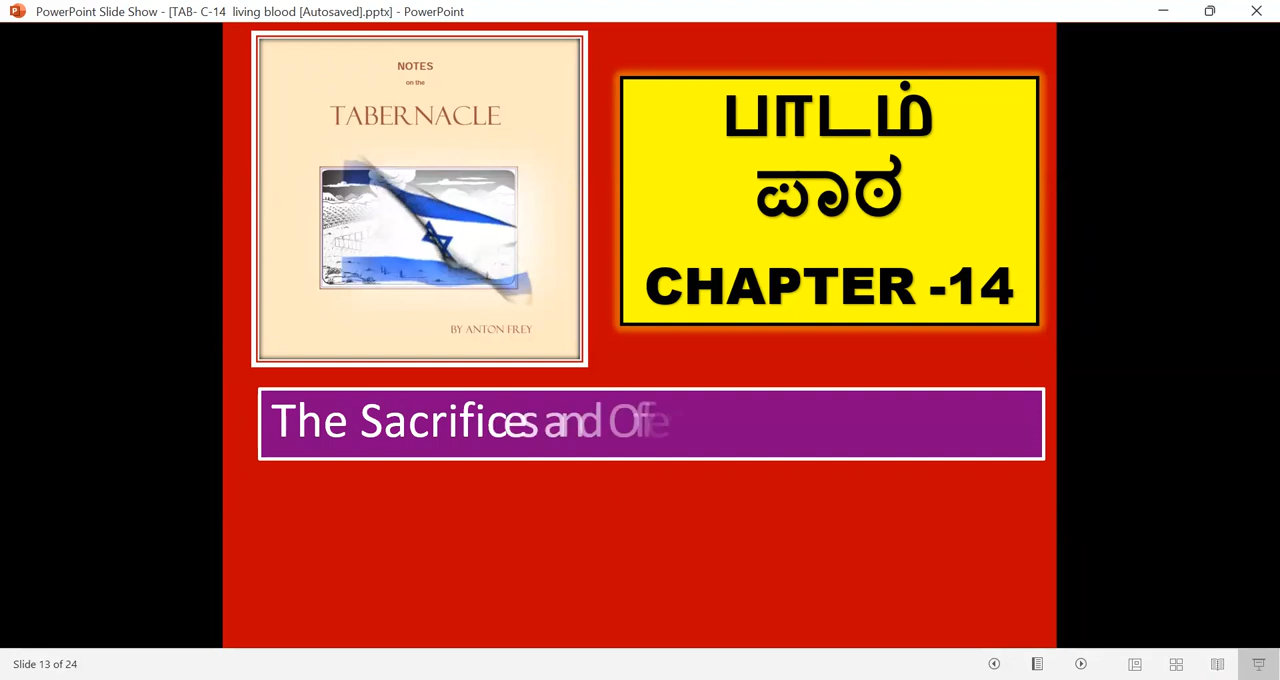 PowerPoint Slide Show - [TAB- C-14 living blood [Autosaved].pptx] - PowerPoint
NOTES
on the
TABERNACLE
BY ANTON FREY
பாடம்
ಪಾಠ
CHAPTER -14
The Sacrifices and
Slide 13 of 24